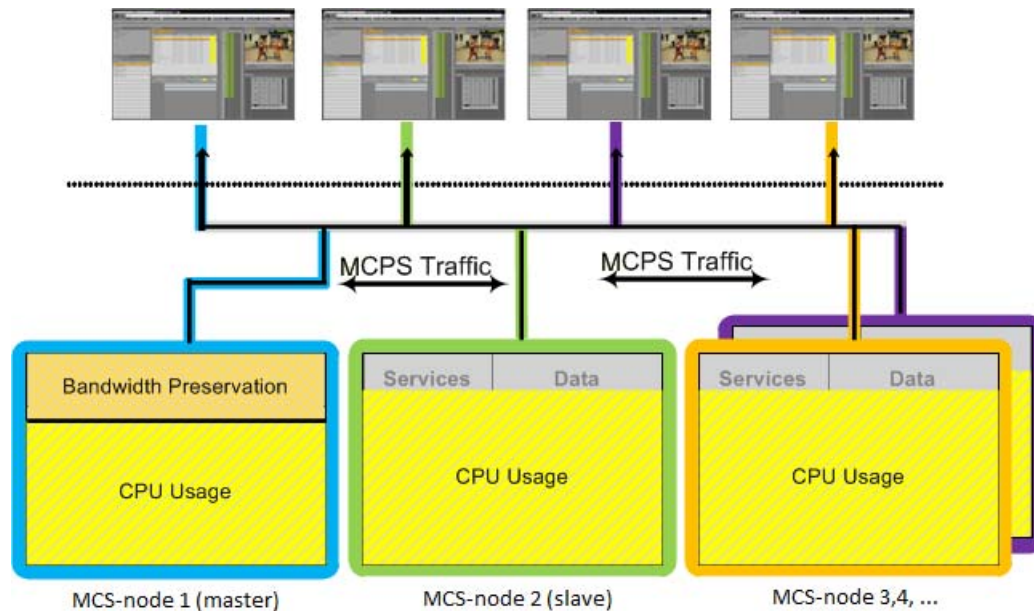 MCPS Traffic
MCPS Traffic
Bandwidth Preservation
CPU Usage
Services
Data
CPU Usage
Services
Data
CPU Usage
MCS-node 1 (master)
MCS-node 2 (slave)
MCS-node 3,4, ...